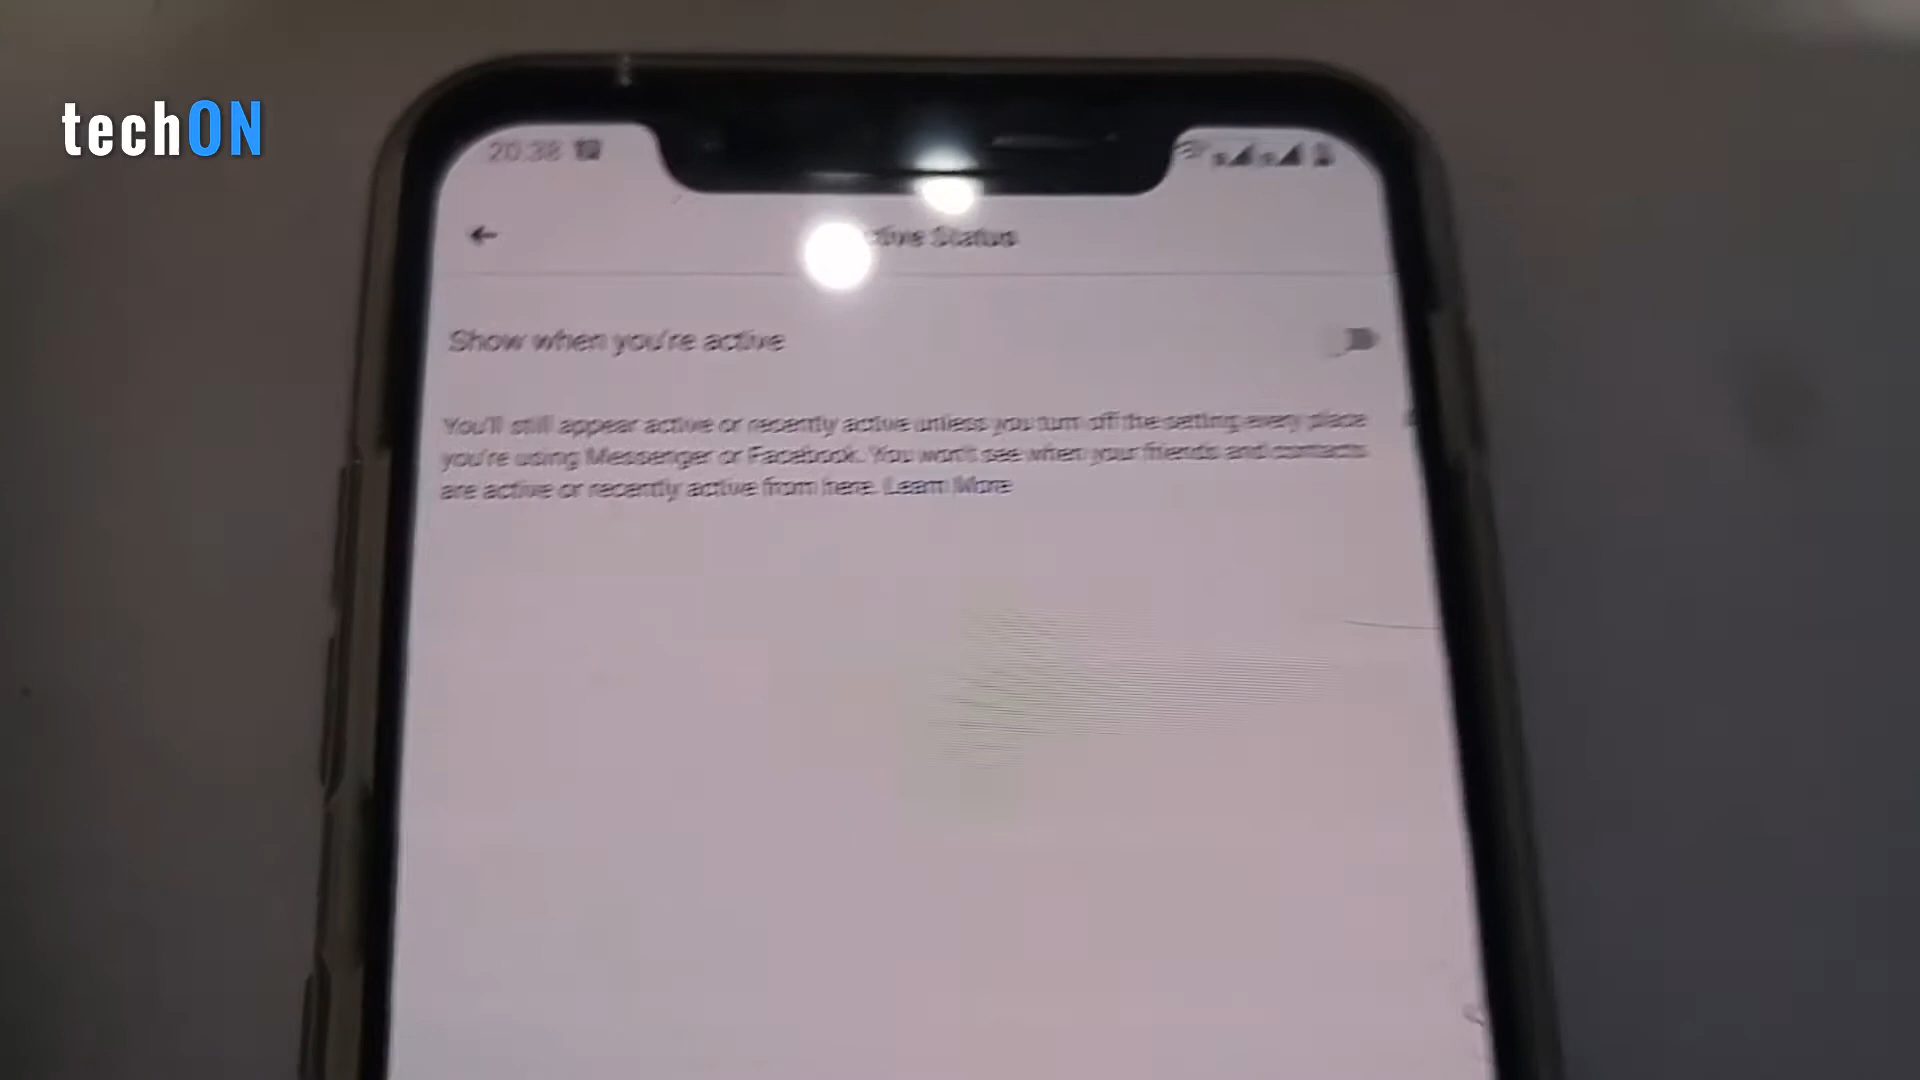 techON
20.38
Active Status
Show when you're active
You'll still appear active or recently active unless you turn off the setting every place
you're using Messenger or Facebook. You won't see when your friends and contacts
are active or recently active from here. Learn More